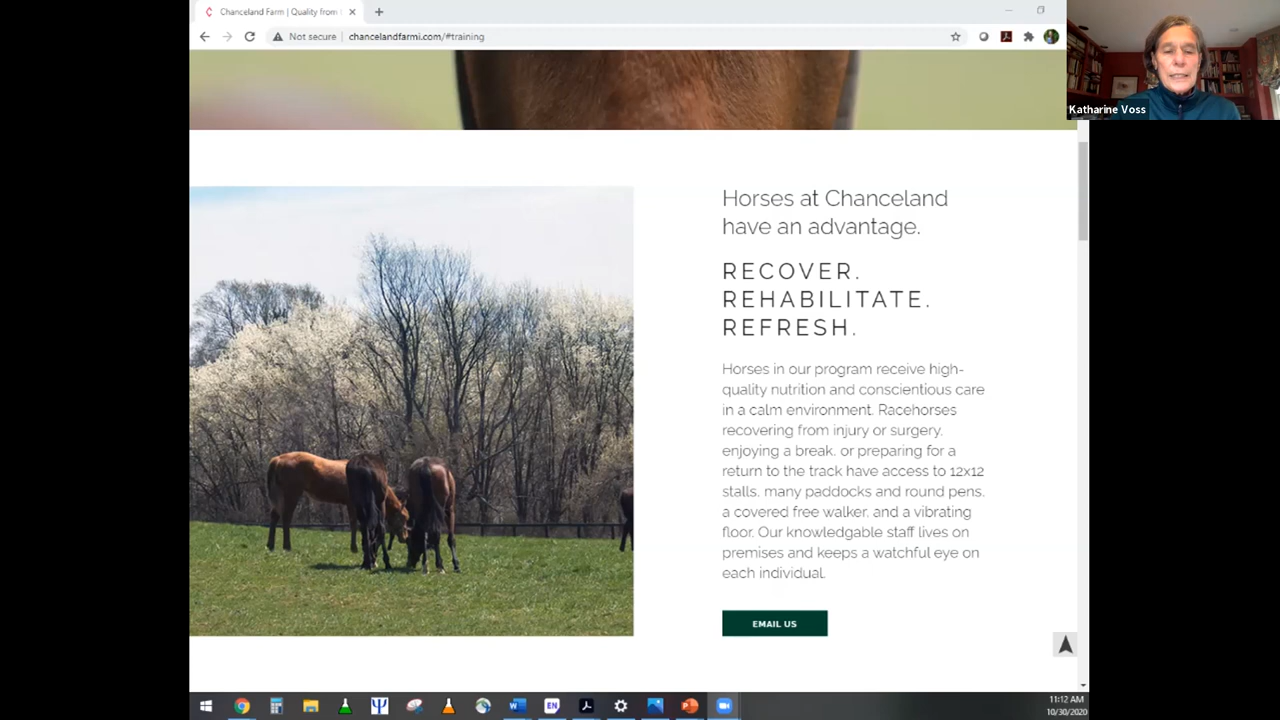 Chanceland Farm | Quality from
Not secure
chancelandfarmi.com/#training
Katharine Voss
Horses at Chanceland
have an advantage.
RECOVER.
REHABILITATE.
REFRESH.
Horses in our program receive high-
quality nutrition and conscientious care
in a calm environment. Racehorses
recovering from injury or surgery,
enjoying a break, or preparing for a
return to the track have access to 12x12
stalls, many paddocks and round pens,
a covered free walker, and a vibrating
floor. Our knowledgable staff lives on
premises and keeps a watchful eye on
each individual.
EMAIL US
EN
11:12 AM
10/30/2020